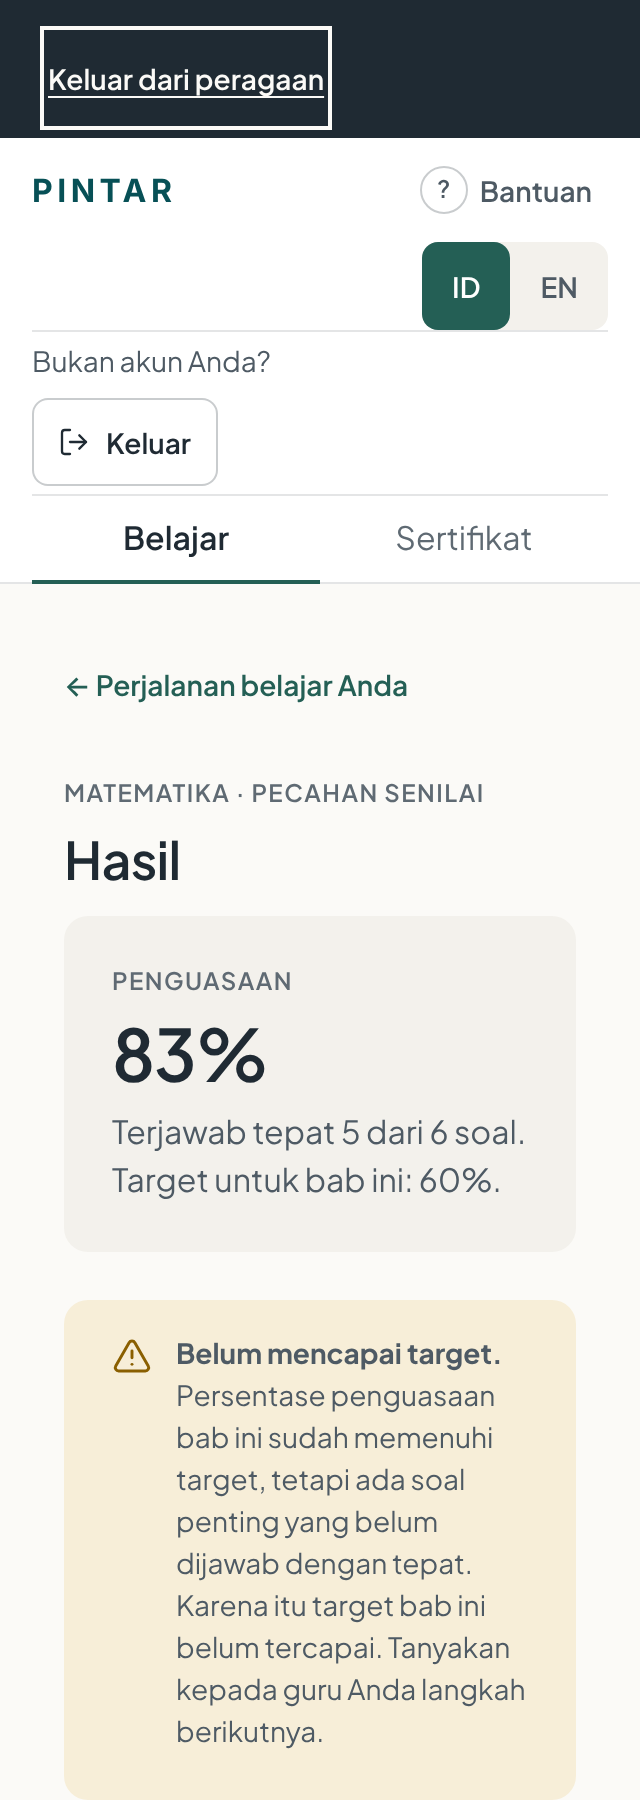 Keluar dari peragaan
PINTAR
? Bantuan
ID EN
Bukan akun Anda?
Keluar
Belajar Sertifikat
← Perjalanan belajar Anda
MATEMATIKA · PECAHAN SENILAI
Hasil
PENGUASAAN
83%
Terjawab tepat 5 dari 6 soal.
Target untuk bab ini: 60%.
Belum mencapai target.
Persentase penguasaan
bab ini sudah memenuhi
target, tetapi ada soal
penting yang belum
dijawab dengan tepat.
Karena itu target bab ini
belum tercapai. Tanyakan
kepada guru Anda langkah
berikutnya.